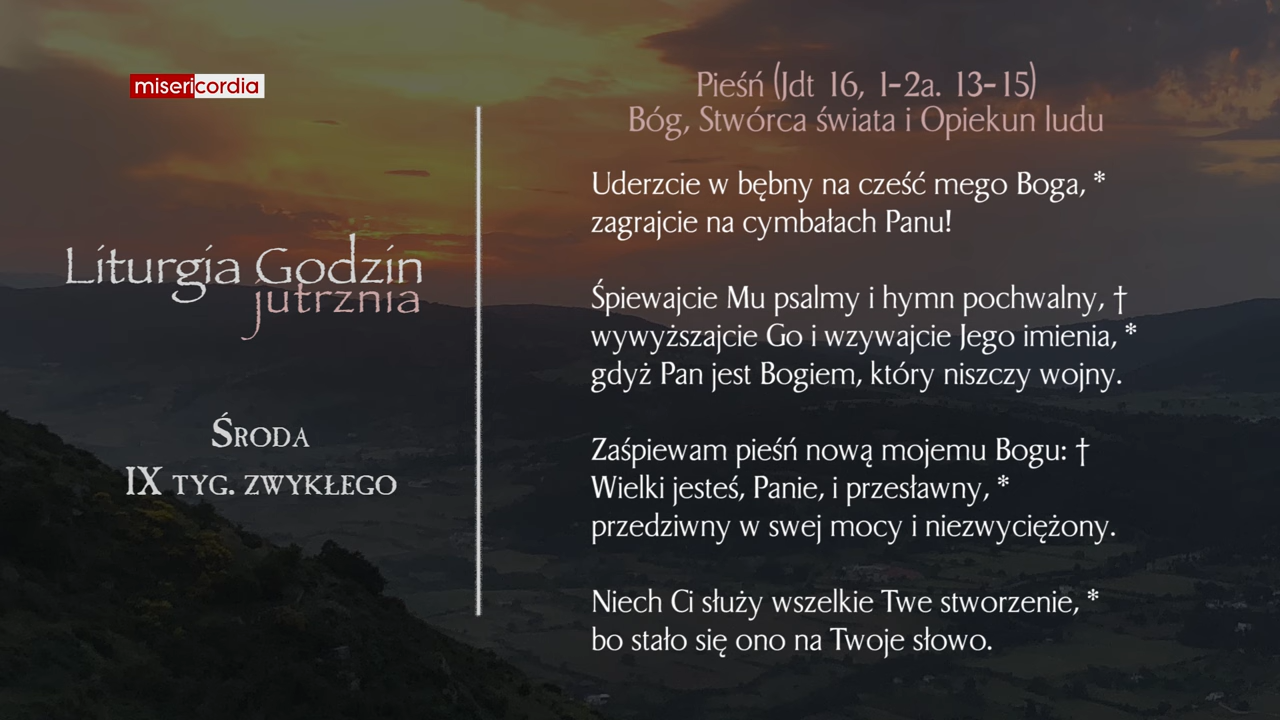 misericordia
Liturgia Godzin
jutrznia
Środa
IX tyg. zwykłego
Pieśń (Jdt 16, 1-2a. 13-15)
Bóg, Stwórca świata i Opiekun ludu
Uderzcie w bębny na cześć mego Boga, *
zagrajcie na cymbałach Panu!
Śpiewajcie Mu psalmy i hymn pochwalny, †
wywyższajcie Go i wzywajcie Jego imienia, *
gdyż Pan jest Bogiem, który niszczy wojny.
Zaśpiewam pieśń nową mojemu Bogu: †
Wielki jesteś, Panie, i przesławny, *
przedziwny w swej mocy i niezwyciężony.
Niech Ci służy wszelkie Twe stworzenie, *
bo stało się ono na Twoje słowo.